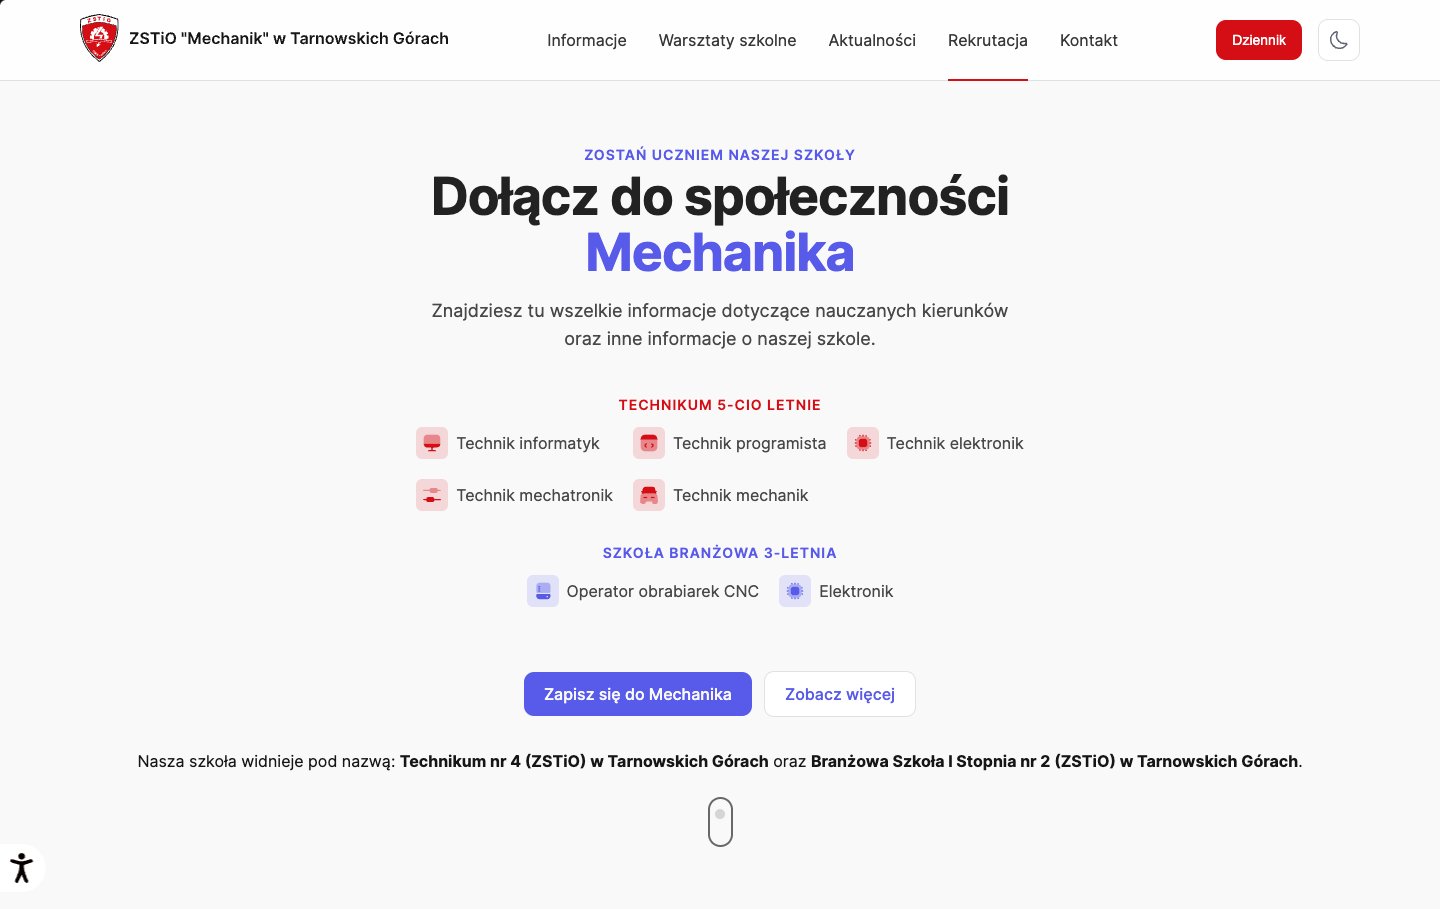 ZSTiO
ZSTiO "Mechanik" w Tarnowskich Górach
Informacje
Warsztaty szkolne
Aktualności
Rekrutacja
Kontakt
Dziennik
ZOSTAŃ UCZNIEM NASZEJ SZKOŁY
Dołącz do społeczności
Mechanika
Znajdziesz tu wszelkie informacje dotyczące nauczanych kierunków
oraz inne informacje o naszej szkole.
TECHNIKUM 5-CIO LETNIE
Technik informatyk
Technik programista
Technik elektronik
Technik mechatronik
Technik mechanik
SZKOŁA BRANŻOWA 3-LETNIA
Operator obrabiarek CNC
Elektronik
Zapisz się do Mechanika
Zobacz więcej
Nasza szkoła widnieje pod nazwą: Technikum nr 4 (ZSTiO) w Tarnowskich Górach oraz Branżowa Szkoła I Stopnia nr 2 (ZSTiO) w Tarnowskich Górach.